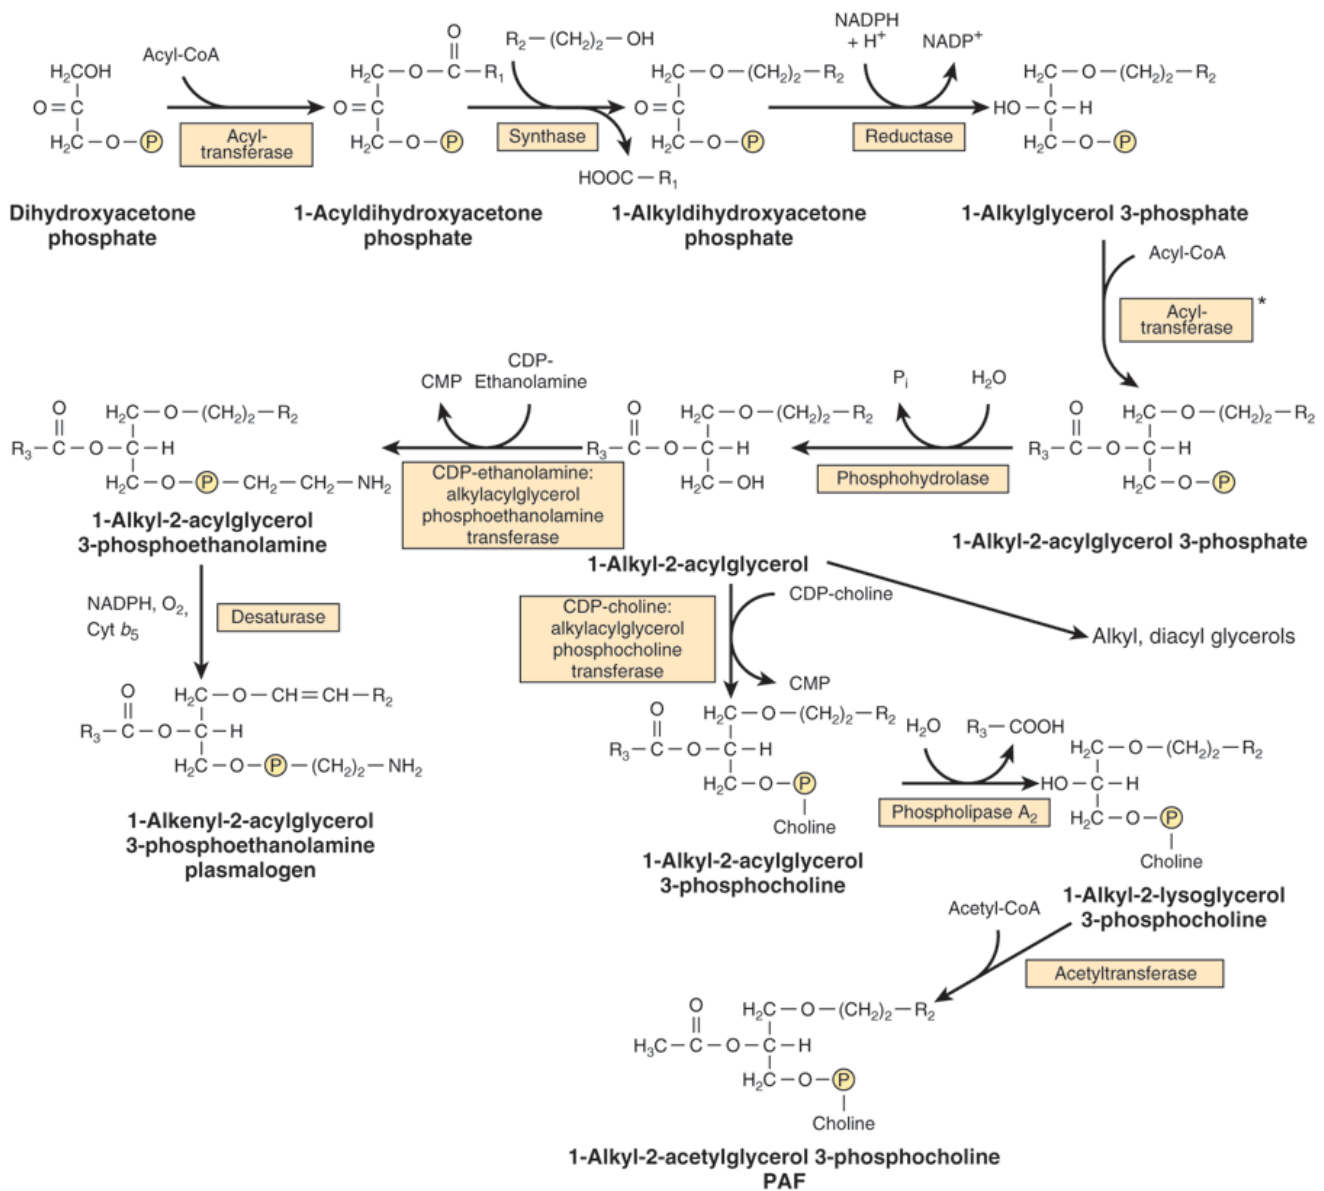 Acyl-CoA
H₂COH
O=C
H₂C—O—P
Acyl-
transferase
Dihydroxyacetone
phosphate
O
H₂C—O—C—R₁
O=C
H₂C—O—P
1-Acyldihydroxyacetone
phosphate
R₂—(CH₂)₂—OH
Synthase
HOOC—R₁
H₂C—O—(CH₂)₂—R₂
O=C
H₂C—O—P
1-Alkyldihydroxyacetone
phosphate
NADPH
+ H⁺
NADP⁺
Reductase
H₂C—O—(CH₂)₂—R₂
HO—C—H
H₂C—O—P
1-Alkylglycerol 3-phosphate
Acyl-CoA
Acyl-
transferase
*
O
H₂C—O—(CH₂)₂—R₂
R₃—C—O—C—H
H₂C—O—P
1-Alkyl-2-acylglycerol 3-phosphate
Pᵢ
H₂O
Phosphohydrolase
O
H₂C—O—(CH₂)₂—R₂
R₃—C—O—C—H
H₂C—OH
1-Alkyl-2-acylglycerol
CMP
CDP-
Ethanolamine
CDP-ethanolamine:
alkylacylglycerol
phosphoethanolamine
transferase
O
H₂C—O—(CH₂)₂—R₂
R₃—C—O—C—H
H₂C—O—P—CH₂—CH₂—NH₂
1-Alkyl-2-acylglycerol
3-phosphoethanolamine
NADPH, O₂,
Cyt b₅
Desaturase
O
H₂C—O—CH=CH—R₂
R₃—C—O—C—H
H₂C—O—P—(CH₂)₂—NH₂
1-Alkenyl-2-acylglycerol
3-phosphoethanolamine
plasmalogen
CDP-choline:
alkylacylglycerol
phosphocholine
transferase
CDP-choline
CMP
Alkyl, diacyl glycerols
O
H₂C—O—(CH₂)₂—R₂
R₃—C—O—C—H
H₂C—O—P
Choline
1-Alkyl-2-acylglycerol
3-phosphocholine
H₂O
R₃—COOH
Phospholipase A₂
H₂C—O—(CH₂)₂—R₂
HO—C—H
H₂C—O—P
Choline
1-Alkyl-2-lysoglycerol
3-phosphocholine
Acetyl-CoA
Acetyltransferase
O
H₂C—O—(CH₂)₂—R₂
H₃C—C—O—C—H
H₂C—O—P
Choline
1-Alkyl-2-acetylglycerol 3-phosphocholine
PAF